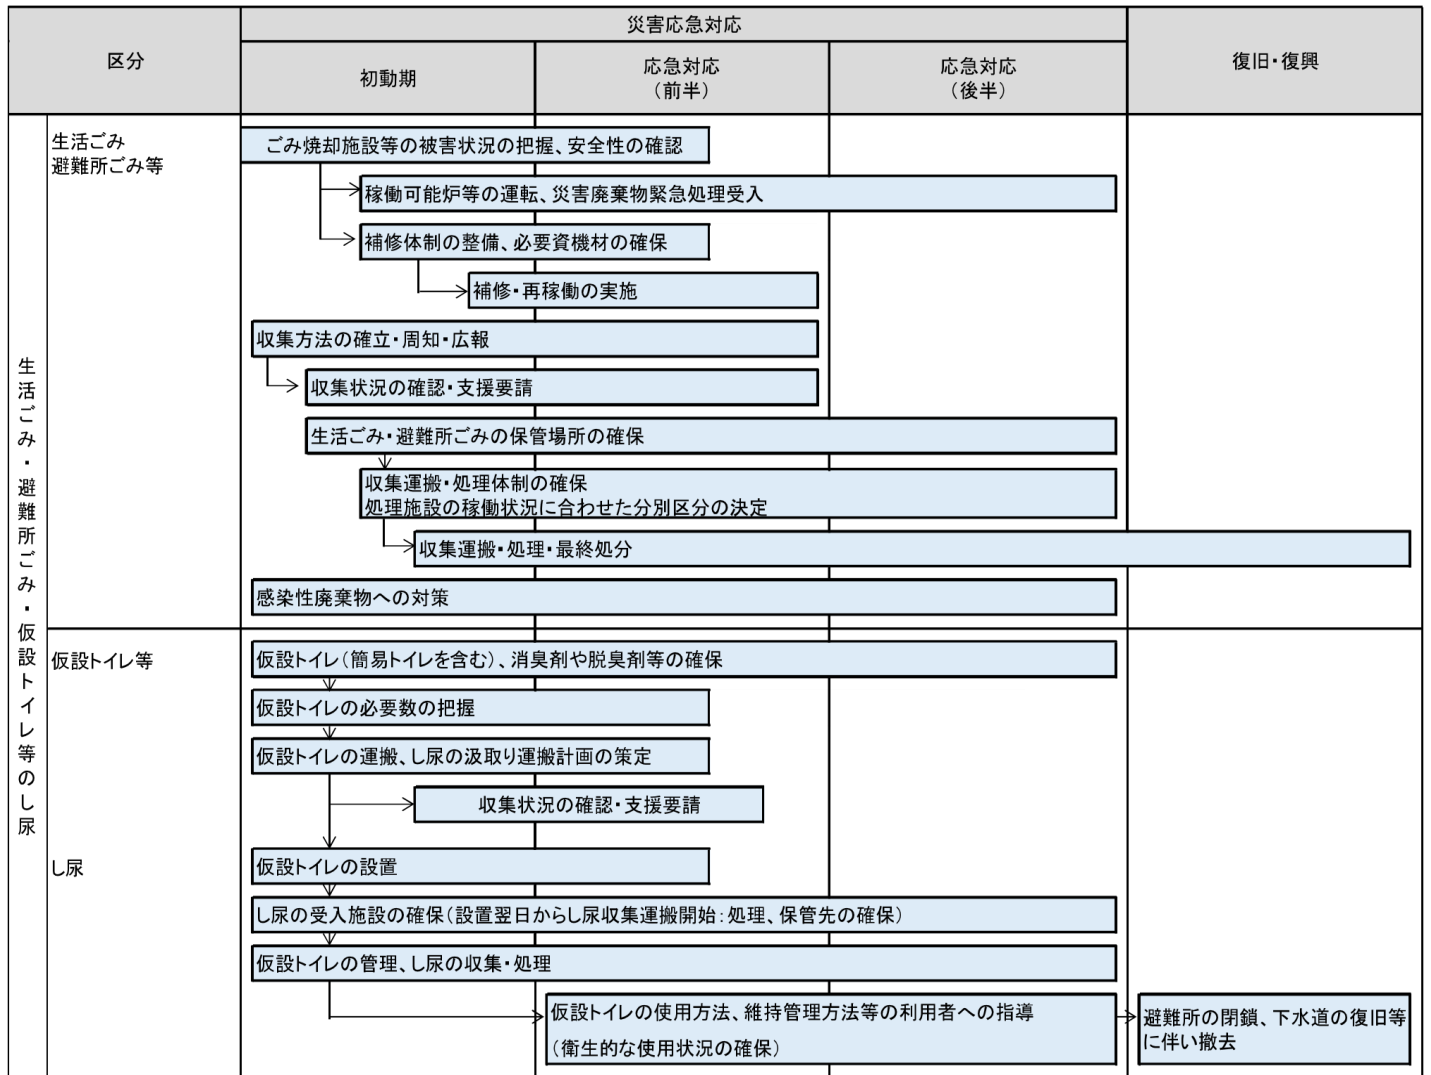 区分
災害応急対応
初動期
応急対応
（前半）
応急対応
（後半）
復旧・復興
生活ごみ・避難所ごみ・仮設トイレ等のし尿
生活ごみ
避難所ごみ等
ごみ焼却施設等の被害状況の把握、安全性の確認
稼働可能炉等の運転、災害廃棄物緊急処理受入
補修体制の整備、必要資機材の確保
補修・再稼働の実施
収集方法の確立・周知・広報
収集状況の確認・支援要請
生活ごみ・避難所ごみの保管場所の確保
収集運搬・処理体制の確保
処理施設の稼働状況に合わせた分別区分の決定
収集運搬・処理・最終処分
感染性廃棄物への対策
仮設トイレ等
仮設トイレ（簡易トイレを含む）、消臭剤や脱臭剤等の確保
仮設トイレの必要数の把握
仮設トイレの運搬、し尿の汲取り運搬計画の策定
収集状況の確認・支援要請
し尿
仮設トイレの設置
し尿の受入施設の確保（設置翌日からし尿収集運搬開始：処理、保管先の確保）
仮設トイレの管理、し尿の収集・処理
仮設トイレの使用方法、維持管理方法等の利用者への指導
（衛生的な使用状況の確保）
避難所の閉鎖、下水道の復旧等
に伴い撤去